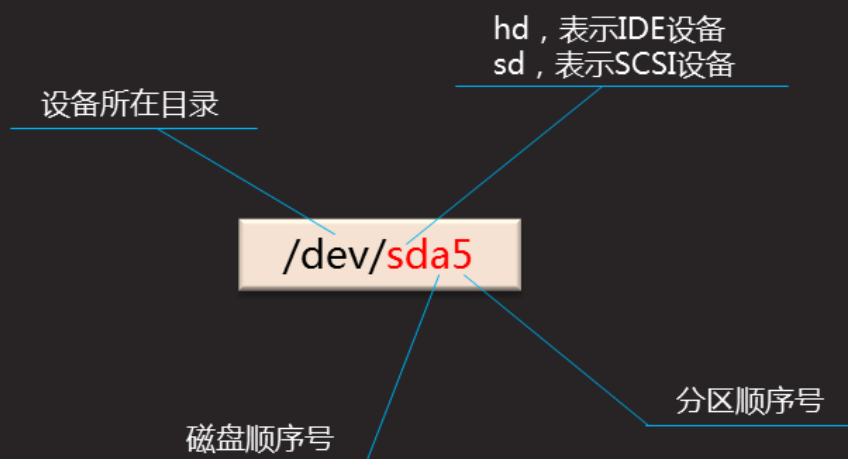 hd，表示IDE设备
sd，表示SCSI设备
设备所在目录
/dev/sda5
分区顺序号
磁盘顺序号